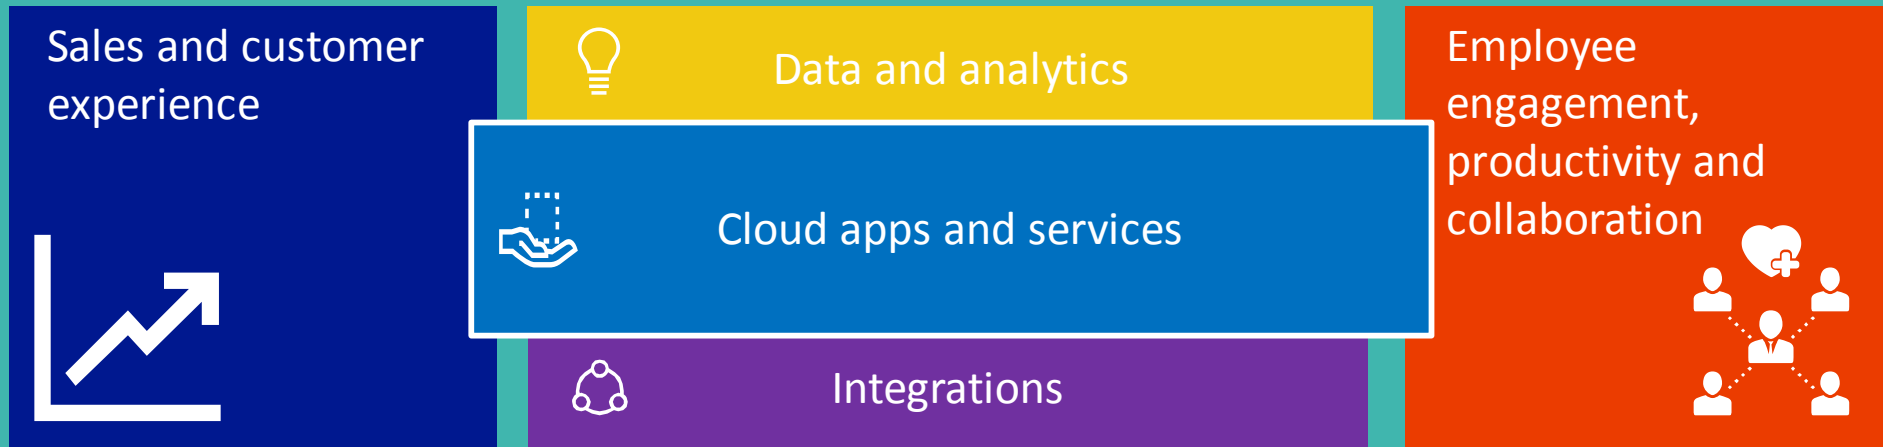 Sales and customer
experience
Data and analytics
Cloud apps and services
Integrations
Employee
engagement,
productivity and
collaboration